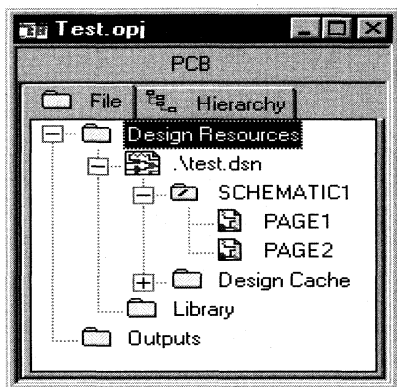 Test.opj
PCB
File Hierarchy
Design Resources
.\test.dsn
SCHEMATIC1
PAGE1
PAGE2
Design Cache
Library
Outputs